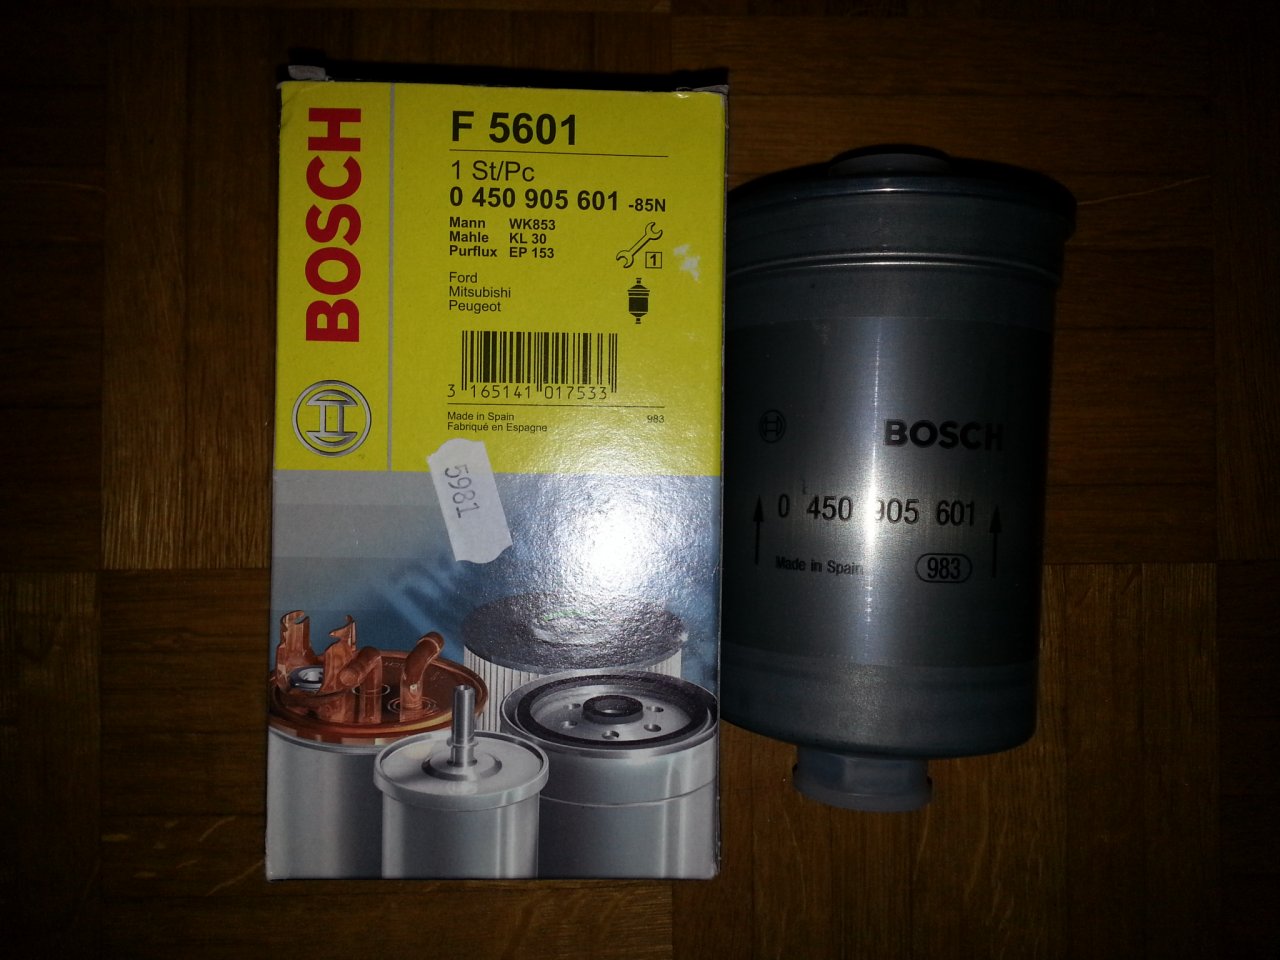 BOSCH
F 5601
1 St/Pc
0 450 905 601 -85N
Mann WK853
Mahle KL 30
Purflux EP 153
1
Ford
Mitsubishi
Peugeot
3 165141 017533
Made in Spain 983
Fabriqué en Espagne
5981
BOSCH
0 450 905 601
Made in Spain 983